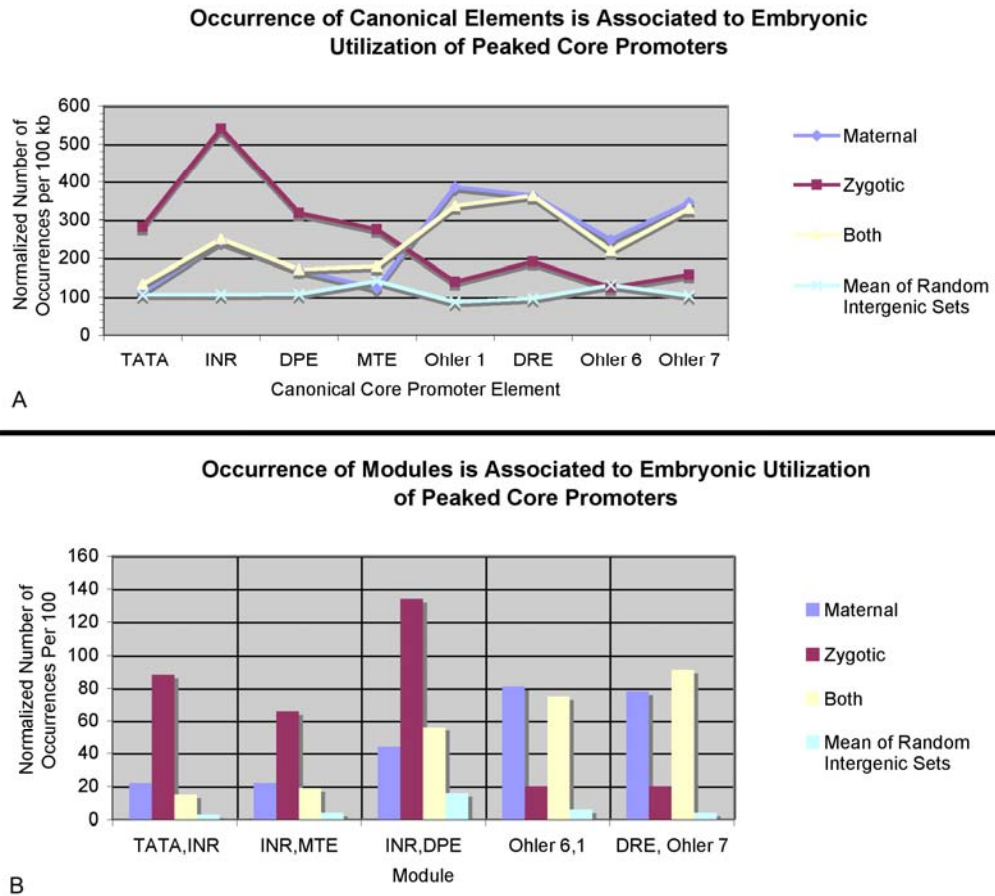 Occurrence of Canonical Elements is Associated to Embryonic
Utilization of Peaked Core Promoters
Normalized Number of
Occurrences per 100 kb
600
500
400
300
200
100
0
TATA INR DPE MTE Ohler 1 DRE Ohler 6 Ohler 7
Canonical Core Promoter Element
Maternal
Zygotic
Both
Mean of Random
Intergenic Sets
A
Occurrence of Modules is Associated to Embryonic Utilization
of Peaked Core Promoters
Normalized Number of
Occurrences Per 100
160
140
120
100
80
60
40
20
0
TATA,INR INR,MTE INR,DPE Ohler 6,1 DRE, Ohler 7
Module
Maternal
Zygotic
Both
Mean of Random
Intergenic Sets
B